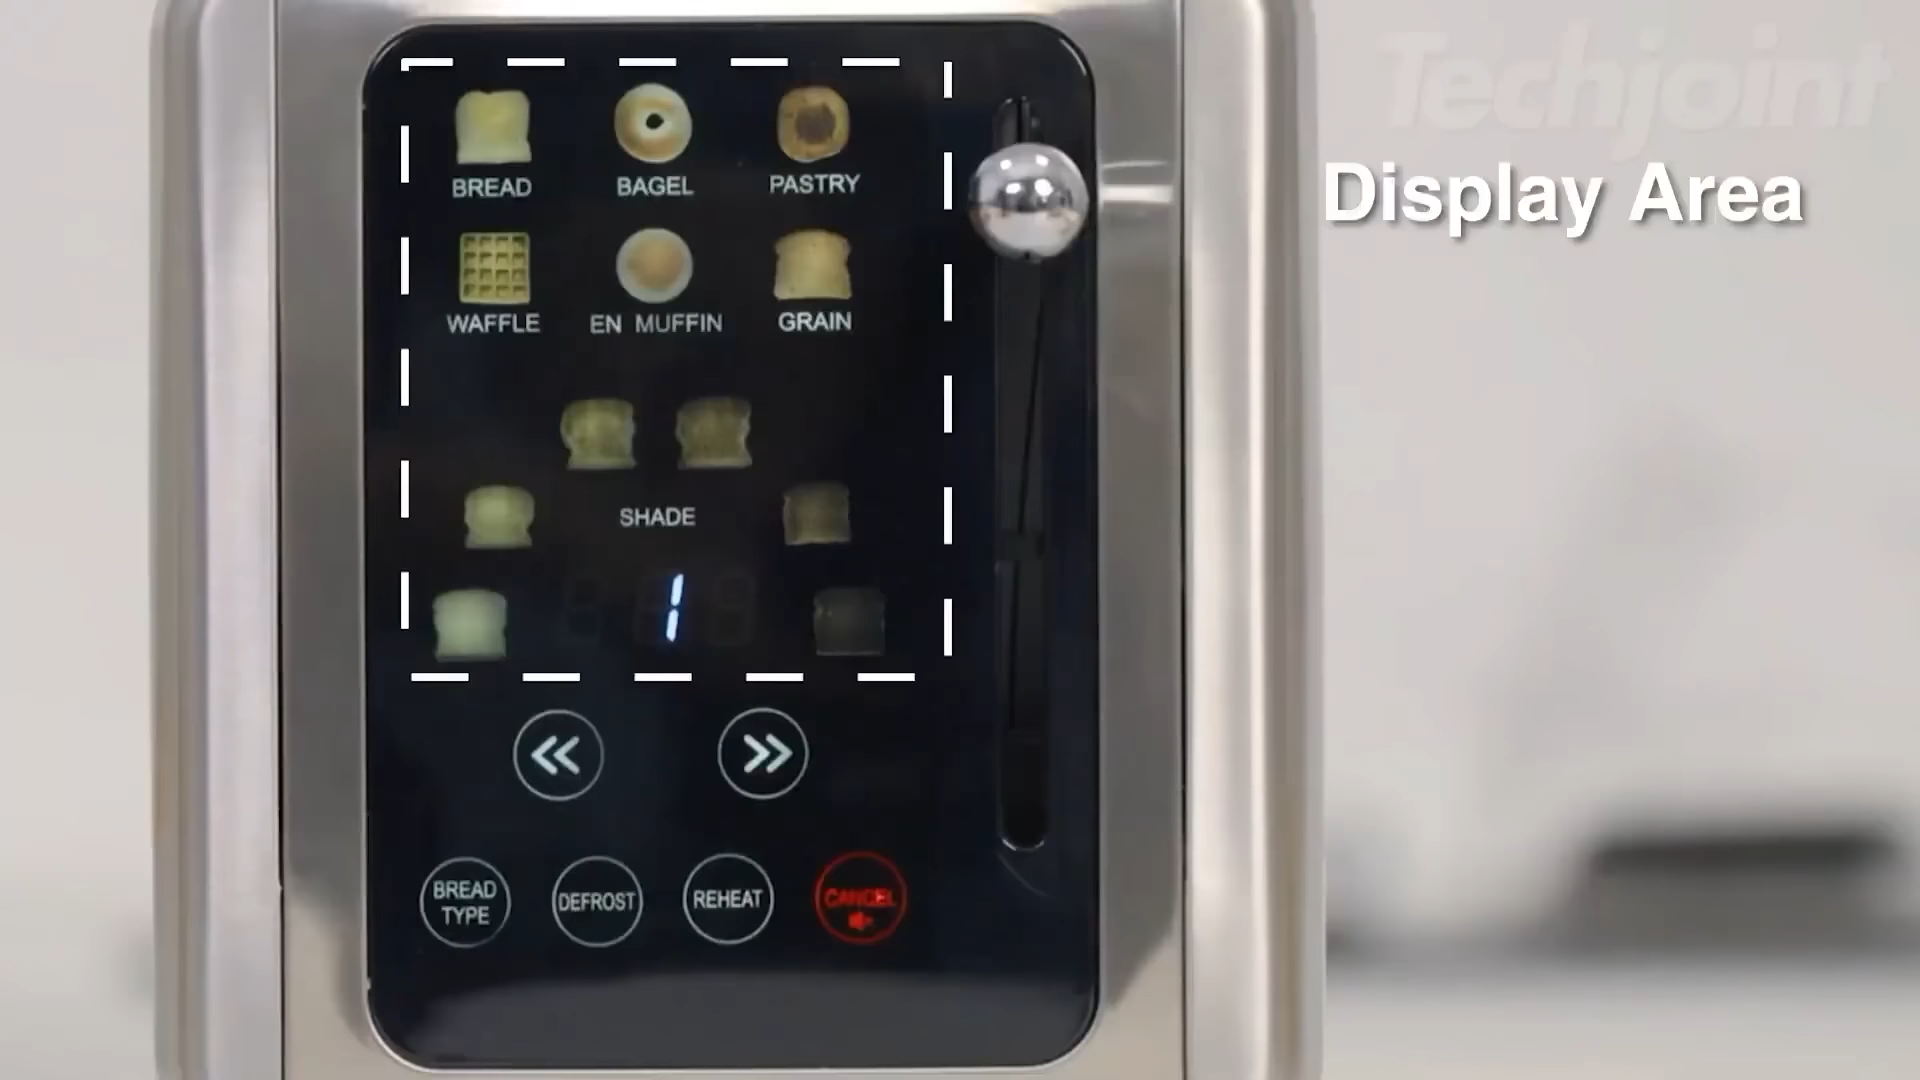 Techjoint
Display Area
BREAD
BAGEL
PASTRY
WAFFLE
EN MUFFIN
GRAIN
SHADE
1
BREAD
TYPE
DEFROST
REHEAT
CANCEL